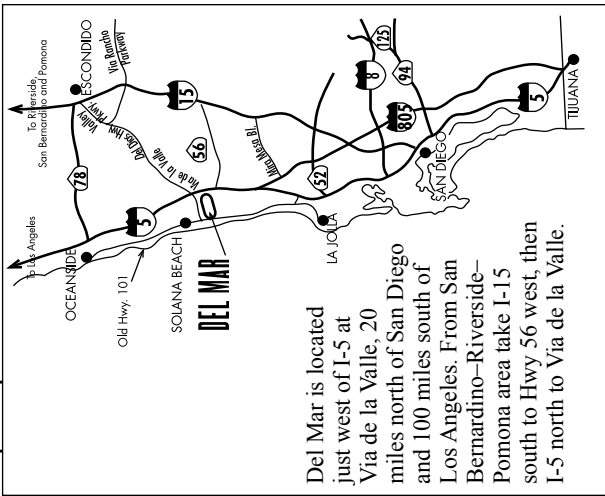 To Riverside,
San Bernardino and Pomona
To Los Angeles
ESCONDIDO
Via Rancho
Parkway
OCEANSIDE
78
Valley
Pkwy.
Del Dios Hwy.
15
5
Old Hwy. 101
Via de la Valle
56
SOLANA BEACH
DEL MAR
Mira Mesa Bl.
52
LA JOLLA
805
8
125
94
SAN DIEGO
5
TIJUANA
Del Mar is located
just west of I-5 at
Via de la Valle, 20
miles north of San Diego
and 100 miles south of
Los Angeles. From San
Bernardino–Riverside–
Pomona area take I-15
south to Hwy 56 west, then
I-5 north to Via de la Valle.